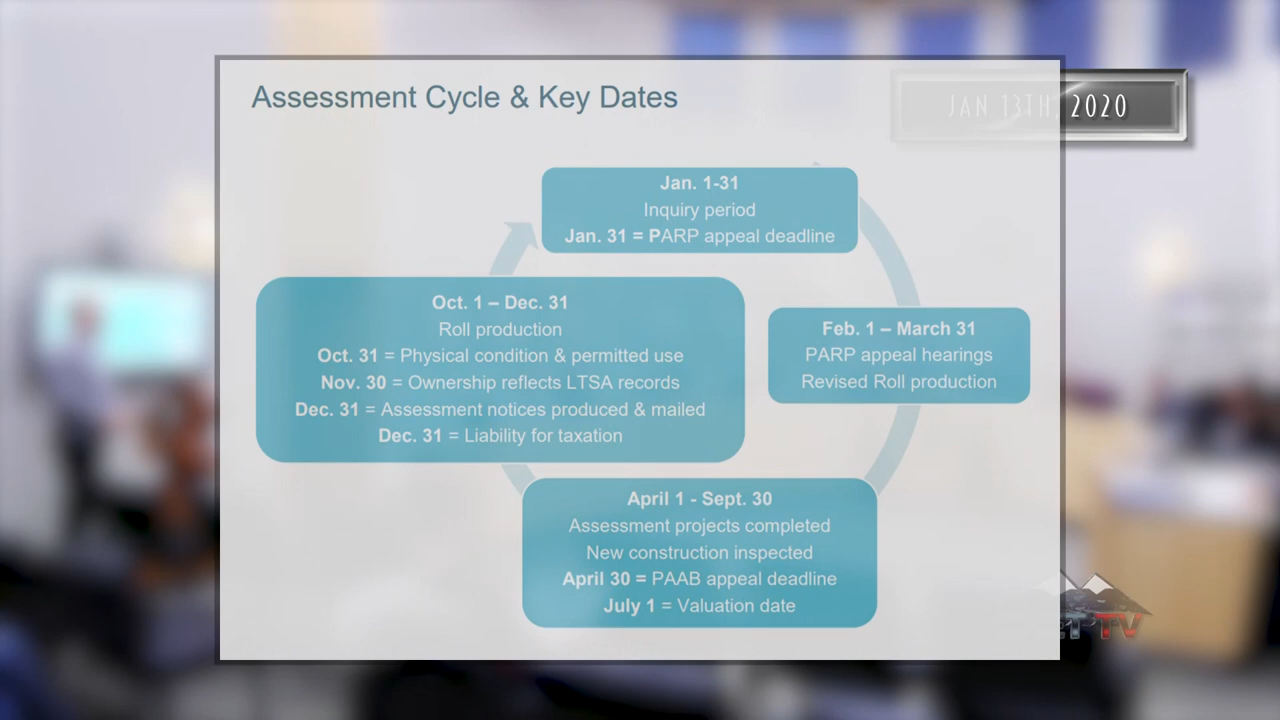 Assessment Cycle & Key Dates
JAN 13TH, 2020
Jan. 1-31
Inquiry period
Jan. 31 = PARP appeal deadline
Oct. 1 – Dec. 31
Roll production
Oct. 31 = Physical condition & permitted use
Nov. 30 = Ownership reflects LTSA records
Dec. 31 = Assessment notices produced & mailed
Dec. 31 = Liability for taxation
Feb. 1 – March 31
PARP appeal hearings
Revised Roll production
April 1 - Sept. 30
Assessment projects completed
New construction inspected
April 30 = PAAB appeal deadline
July 1 = Valuation date
TV